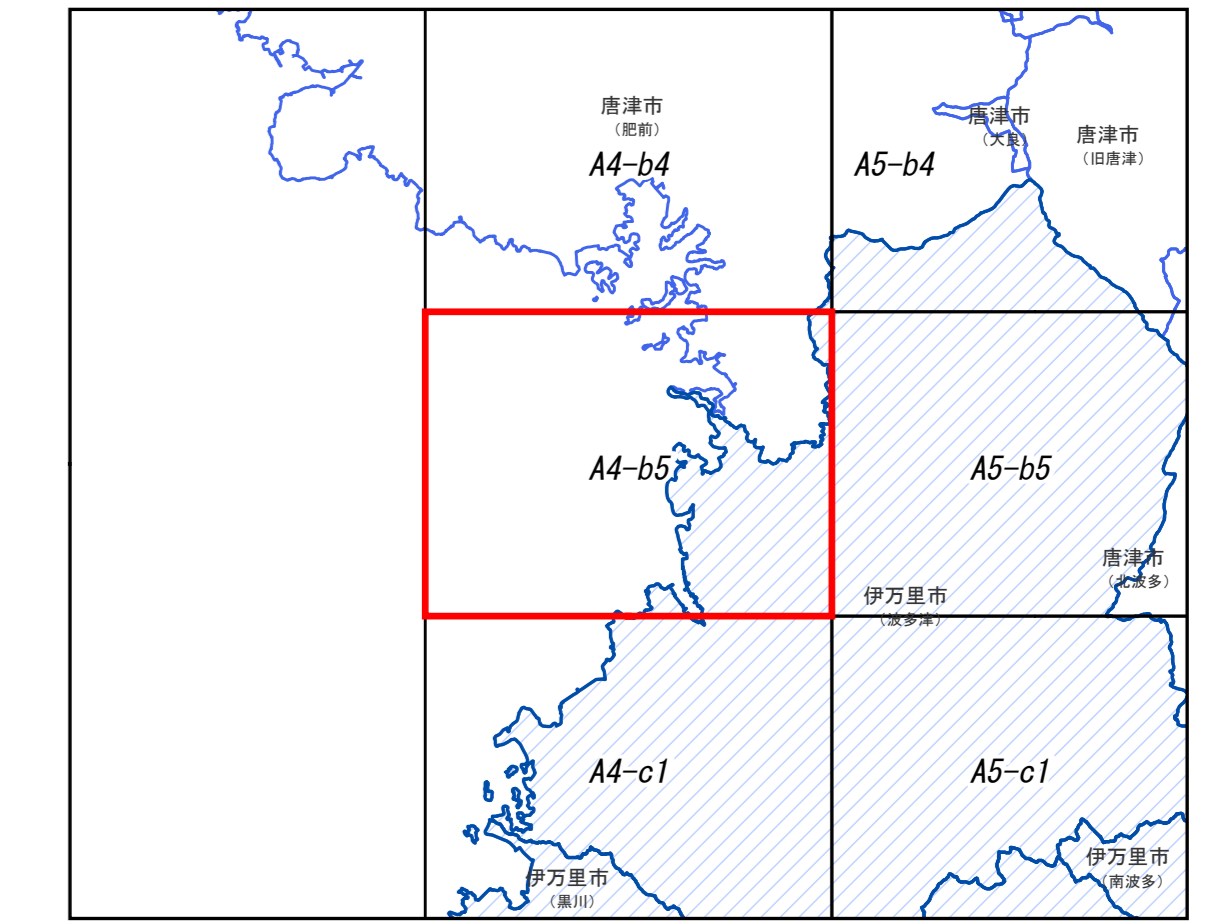 唐津市
（肥前）
A4-b4
唐津市
（大良）
唐津市
（旧唐津）
A5-b4
A4-b5
A5-b5
唐津市
（北波多）
伊万里市
（波多津）
A4-c1
A5-c1
伊万里市
（黒川）
伊万里市
（南波多）